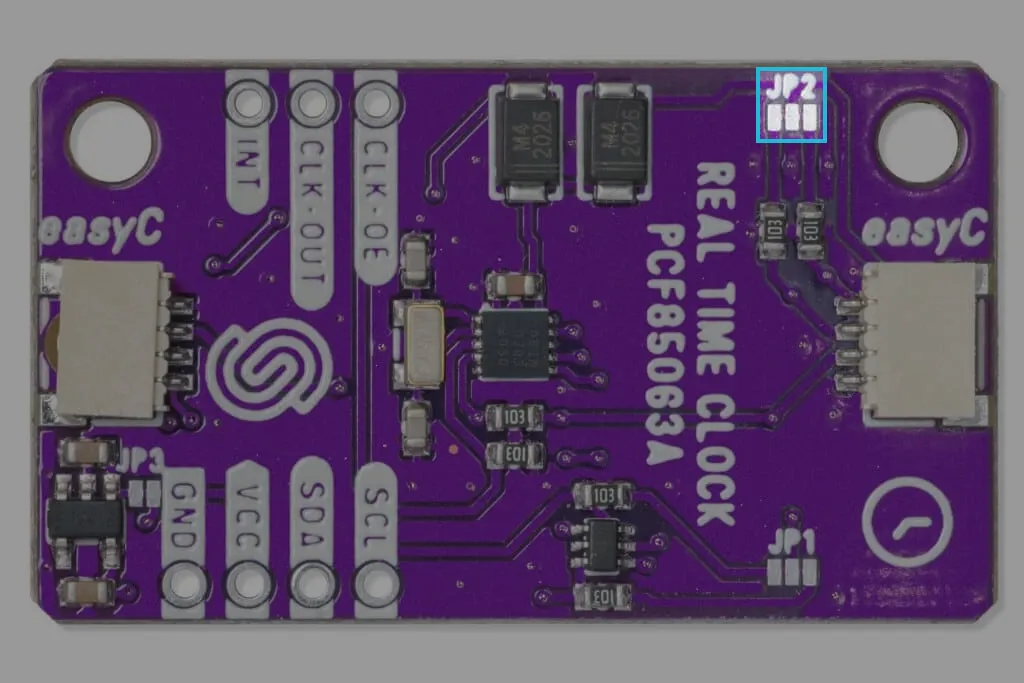 JP2
INT
CLK-OUT
CLK-OE
M4
2026
M4
2026
easyC
easyC
REAL TIME CLOCK
PCF85063A
103
103
103
103
JP3
GND
VCC
SDA
SCL
103
103
JP1